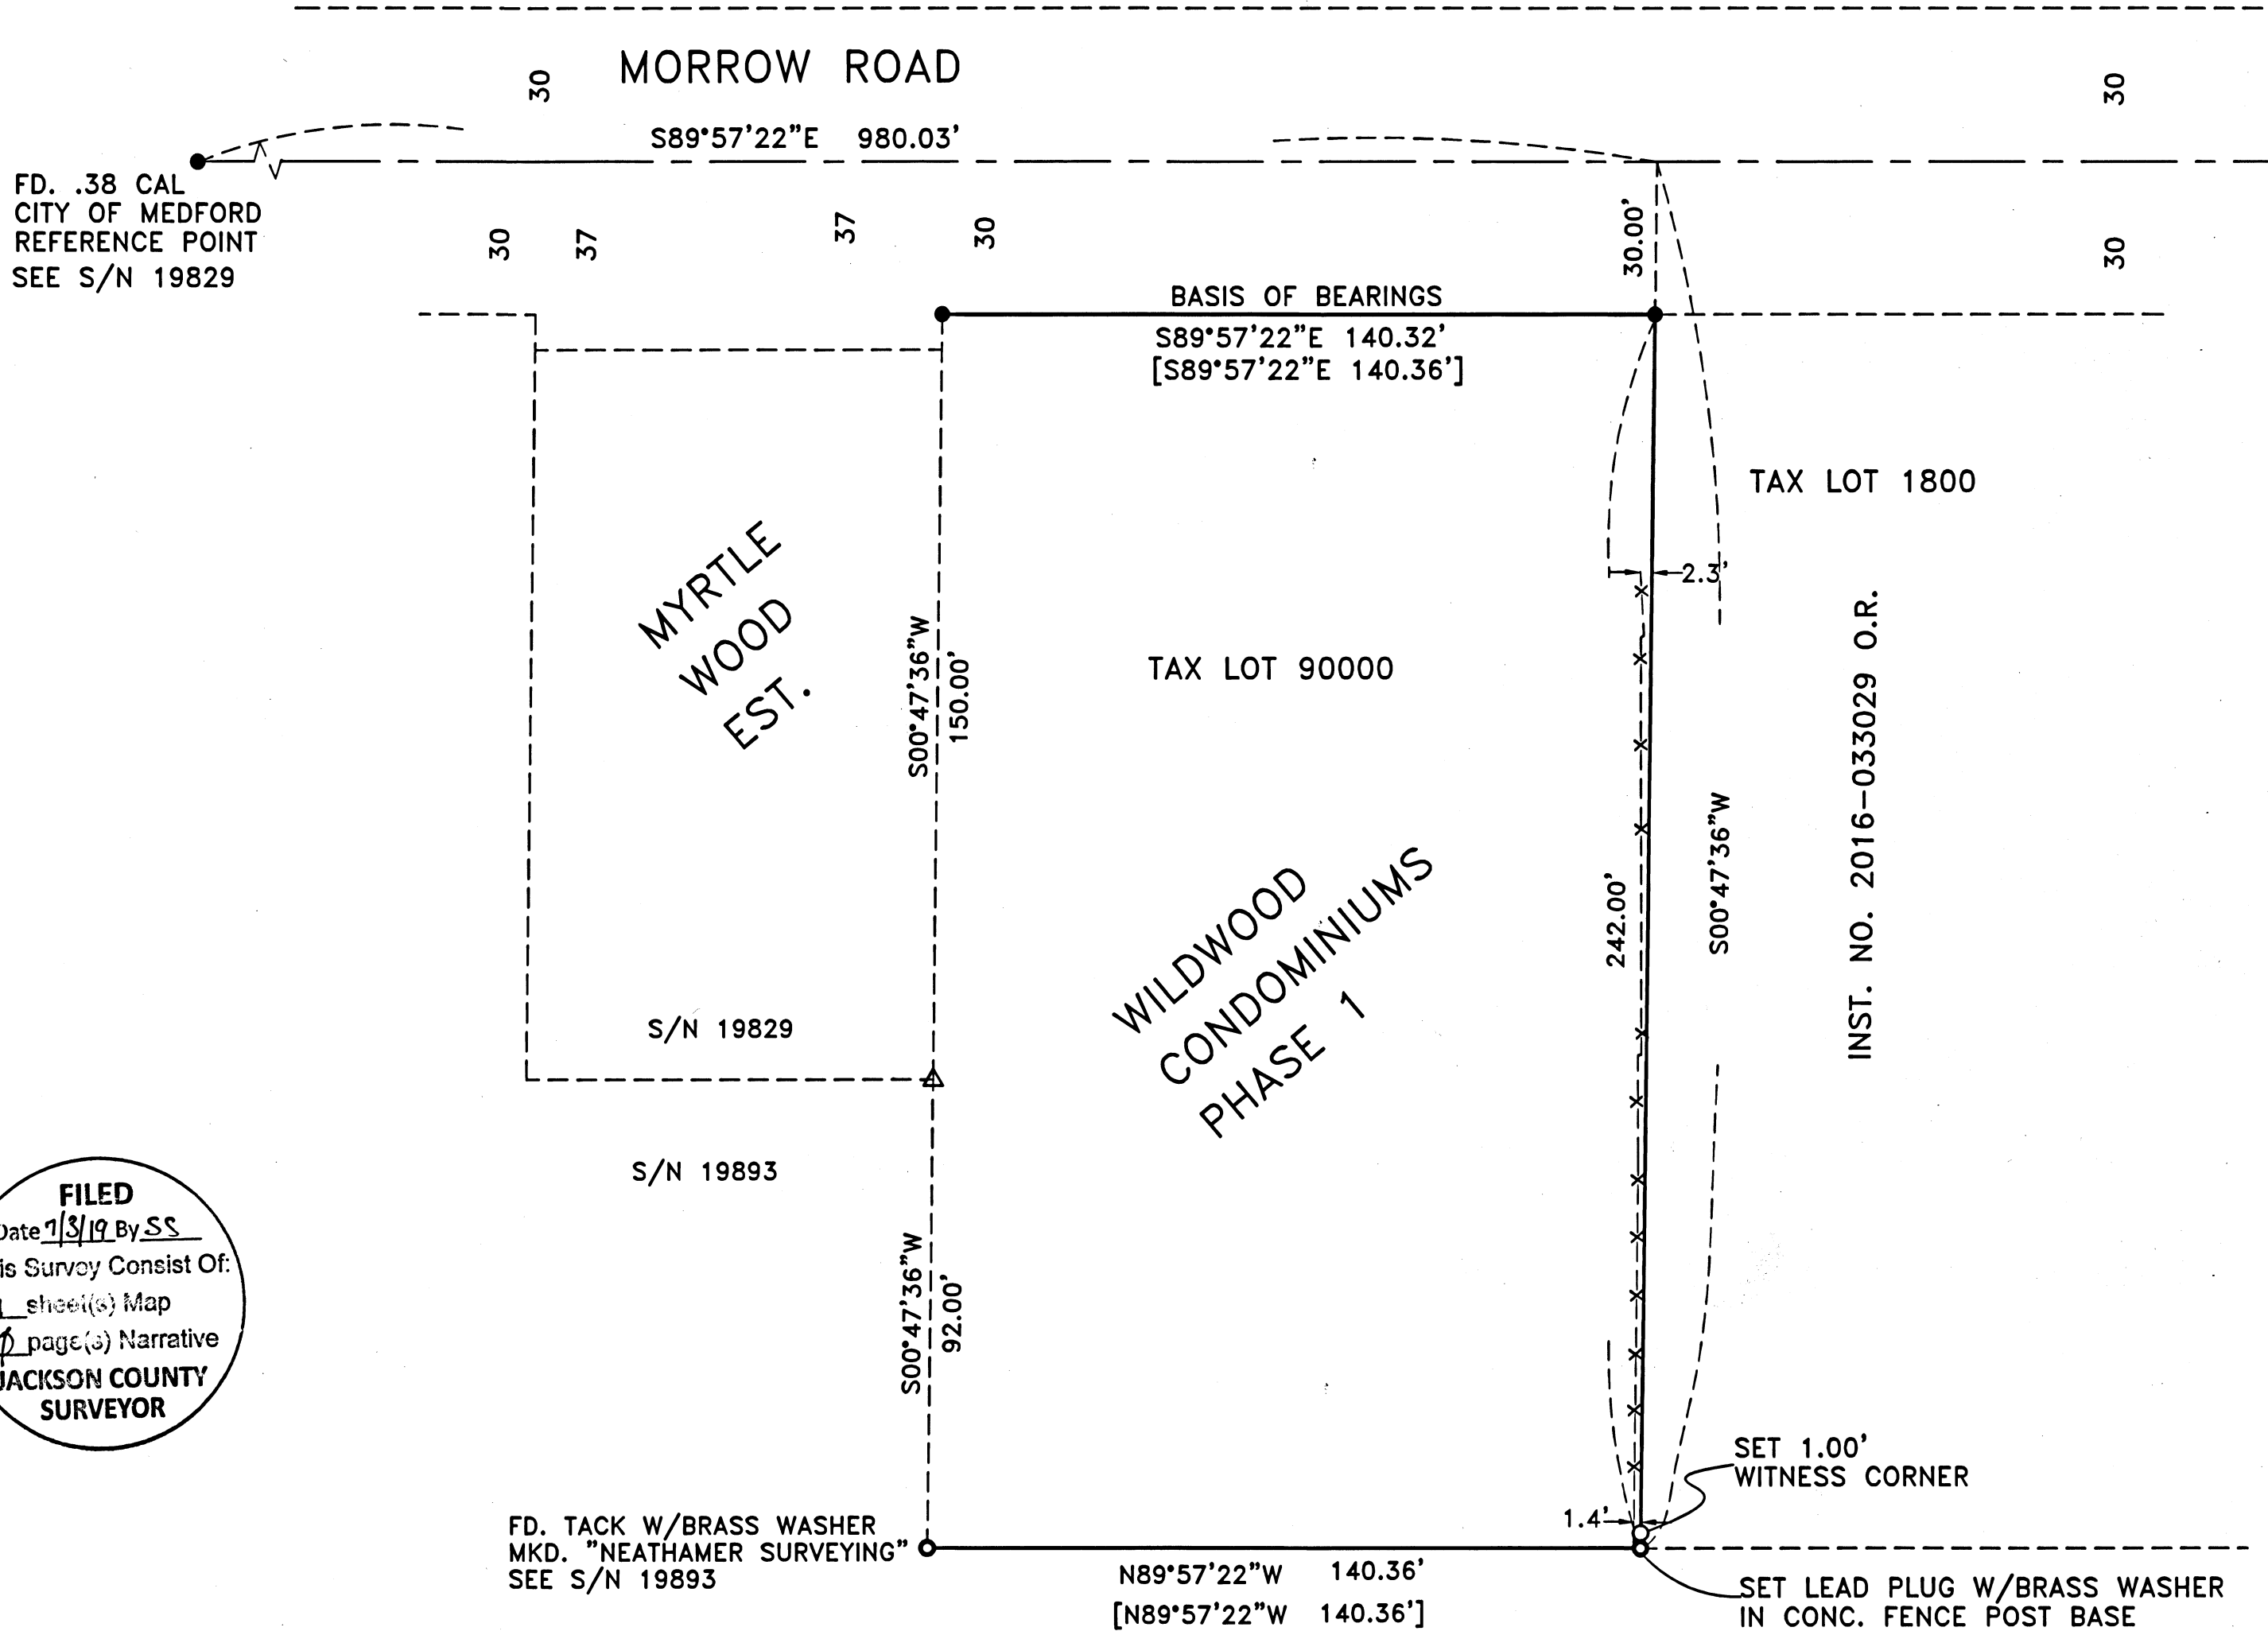 MORROW ROAD
30
30
S89°57'22"E 980.03'
FD. .38 CAL
CITY OF MEDFORD
REFERENCE POINT
SEE S/N 19829
30
37
37
30
30.00'
30
BASIS OF BEARINGS
S89°57'22"E 140.32'
[S89°57'22"E 140.36']
TAX LOT 1800
2.3'
MYRTLE
WOOD
EST.
S00°47'36"W
150.00'
TAX LOT 90000
INST. NO. 2016-033029 O.R.
242.00'
S00°47'36"W
WILDWOOD
CONDOMINIUMS
PHASE 1
S/N 19829
S/N 19893
FILED
Date 7/3/19 By SS
is Survey Consist Of:
sheet(s) Map
page(s) Narrative
JACKSON COUNTY
SURVEYOR
S00°47'36"W
92.00'
SET 1.00'
WITNESS CORNER
1.4'
FD. TACK W/BRASS WASHER
MKD. "NEATHAMER SURVEYING"
SEE S/N 19893
N89°57'22"W 140.36'
[N89°57'22"W 140.36']
SET LEAD PLUG W/BRASS WASHER
IN CONC. FENCE POST BASE